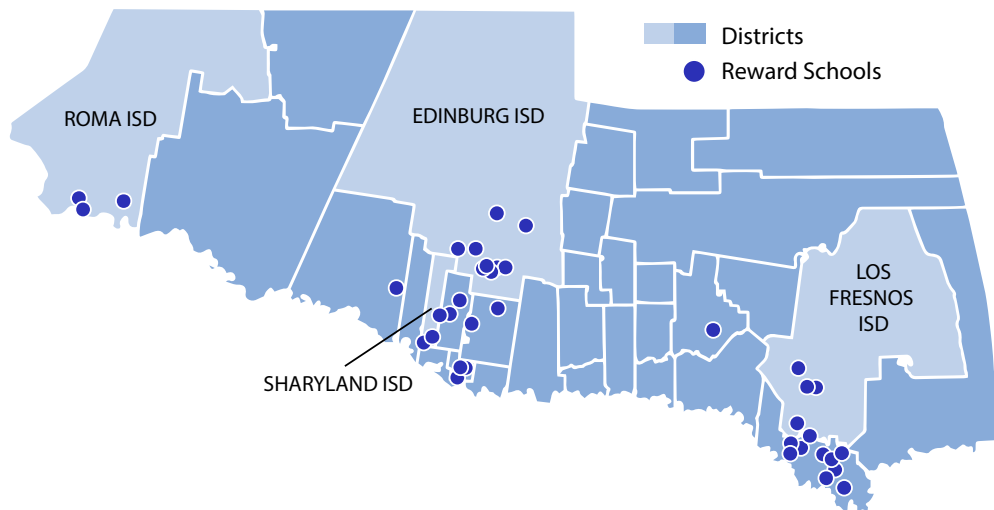 Districts
Reward Schools
ROMA ISD
EDINBURG ISD
LOS
FRESNOS
ISD
SHARYLAND ISD